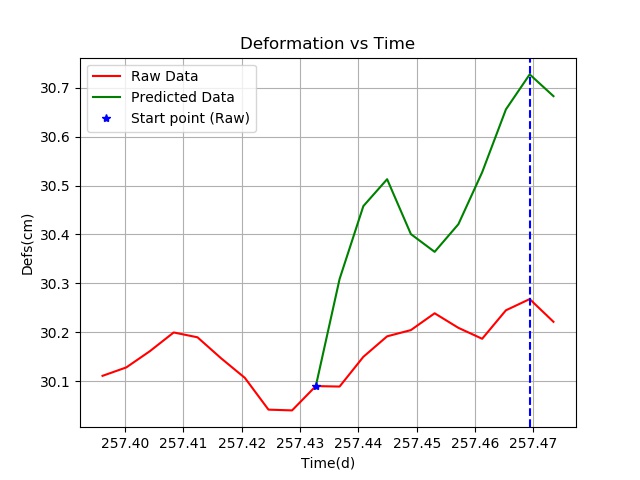 Deformation vs Time
Raw Data
Predicted Data
Start point (Raw)
Defs(cm)
30.7
30.6
30.5
30.4
30.3
30.2
30.1
257.40 257.41 257.42 257.43 257.44 257.45 257.46 257.47
Time(d)